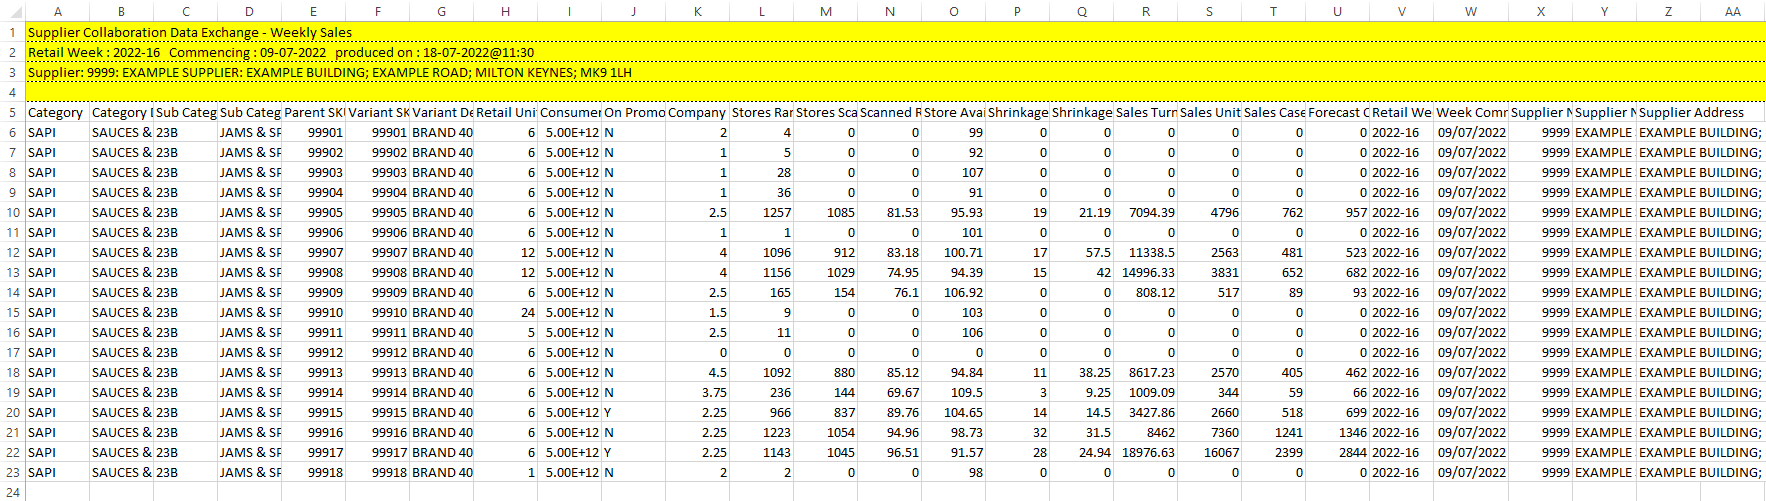 A B C D E F G H I J K L M N O P Q R S T U V W X Y Z AA
1 Supplier Collaboration Data Exchange - Weekly Sales
2 Retail Week : 2022-16 Commencing : 09-07-2022 produced on : 18-07-2022@11:30
3 Supplier: 9999: EXAMPLE SUPPLIER: EXAMPLE BUILDING; EXAMPLE ROAD; MILTON KEYNES; MK9 1LH
4
5 Category Category D Sub Categ Sub Categ Parent SKU Variant SK Variant De Retail Uni Consumer On Promo Company Stores Ran Stores Sca Scanned R Store Avai Shrinkage Shrinkage Sales Turn Sales Unit Sales Case Forecast C Retail We Week Comm Supplier N Supplier N Supplier Address
6 SAPI SAUCES & 23B JAMS & SP 99901 99901 BRAND 40 6 5.00E+12 N 2 4 0 0 99 0 0 0 0 0 0 2022-16 09/07/2022 9999 EXAMPLE EXAMPLE BUILDING;
7 SAPI SAUCES & 23B JAMS & SP 99902 99902 BRAND 40 6 5.00E+12 N 1 5 0 0 92 0 0 0 0 0 0 2022-16 09/07/2022 9999 EXAMPLE EXAMPLE BUILDING;
8 SAPI SAUCES & 23B JAMS & SP 99903 99903 BRAND 40 6 5.00E+12 N 1 28 0 0 107 0 0 0 0 0 0 2022-16 09/07/2022 9999 EXAMPLE EXAMPLE BUILDING;
9 SAPI SAUCES & 23B JAMS & SP 99904 99904 BRAND 40 6 5.00E+12 N 1 36 0 0 91 0 0 0 0 0 0 2022-16 09/07/2022 9999 EXAMPLE EXAMPLE BUILDING;
10 SAPI SAUCES & 23B JAMS & SP 99905 99905 BRAND 40 6 5.00E+12 N 2.5 1257 1085 81.53 95.93 19 21.19 7094.39 4796 762 957 2022-16 09/07/2022 9999 EXAMPLE EXAMPLE BUILDING;
11 SAPI SAUCES & 23B JAMS & SP 99906 99906 BRAND 40 6 5.00E+12 N 1 1 0 0 101 0 0 0 0 0 0 2022-16 09/07/2022 9999 EXAMPLE EXAMPLE BUILDING;
12 SAPI SAUCES & 23B JAMS & SP 99907 99907 BRAND 40 12 5.00E+12 N 4 1096 912 83.18 100.71 17 57.5 11338.5 2563 481 523 2022-16 09/07/2022 9999 EXAMPLE EXAMPLE BUILDING;
13 SAPI SAUCES & 23B JAMS & SP 99908 99908 BRAND 40 12 5.00E+12 N 4 1156 1029 74.95 94.39 15 42 14996.33 3831 652 682 2022-16 09/07/2022 9999 EXAMPLE EXAMPLE BUILDING;
14 SAPI SAUCES & 23B JAMS & SP 99909 99909 BRAND 40 6 5.00E+12 N 2.5 165 154 76.1 106.92 0 0 808.12 517 89 93 2022-16 09/07/2022 9999 EXAMPLE EXAMPLE BUILDING;
15 SAPI SAUCES & 23B JAMS & SP 99910 99910 BRAND 40 24 5.00E+12 N 1.5 9 0 0 103 0 0 0 0 0 0 2022-16 09/07/2022 9999 EXAMPLE EXAMPLE BUILDING;
16 SAPI SAUCES & 23B JAMS & SP 99911 99911 BRAND 40 5 5.00E+12 N 2.5 11 0 0 106 0 0 0 0 0 0 2022-16 09/07/2022 9999 EXAMPLE EXAMPLE BUILDING;
17 SAPI SAUCES & 23B JAMS & SP 99912 99912 BRAND 40 6 5.00E+12 N 0 0 0 0 0 0 0 0 0 0 0 2022-16 09/07/2022 9999 EXAMPLE EXAMPLE BUILDING;
18 SAPI SAUCES & 23B JAMS & SP 99913 99913 BRAND 40 6 5.00E+12 N 4.5 1092 880 85.12 94.84 11 38.25 8617.23 2570 405 462 2022-16 09/07/2022 9999 EXAMPLE EXAMPLE BUILDING;
19 SAPI SAUCES & 23B JAMS & SP 99914 99914 BRAND 40 6 5.00E+12 N 3.75 236 144 69.67 109.5 3 9.25 1009.09 344 59 66 2022-16 09/07/2022 9999 EXAMPLE EXAMPLE BUILDING;
20 SAPI SAUCES & 23B JAMS & SP 99915 99915 BRAND 40 6 5.00E+12 Y 2.25 966 837 89.76 104.65 14 14.5 3427.86 2660 518 699 2022-16 09/07/2022 9999 EXAMPLE EXAMPLE BUILDING;
21 SAPI SAUCES & 23B JAMS & SP 99916 99916 BRAND 40 6 5.00E+12 N 2.25 1223 1054 94.96 98.73 32 31.5 8462 7360 1241 1346 2022-16 09/07/2022 9999 EXAMPLE EXAMPLE BUILDING;
22 SAPI SAUCES & 23B JAMS & SP 99917 99917 BRAND 40 6 5.00E+12 Y 2.25 1143 1045 96.51 91.57 28 24.94 18976.63 16067 2399 2844 2022-16 09/07/2022 9999 EXAMPLE EXAMPLE BUILDING;
23 SAPI SAUCES & 23B JAMS & SP 99918 99918 BRAND 40 1 5.00E+12 N 2 2 0 0 98 0 0 0 0 0 0 2022-16 09/07/2022 9999 EXAMPLE EXAMPLE BUILDING;
24